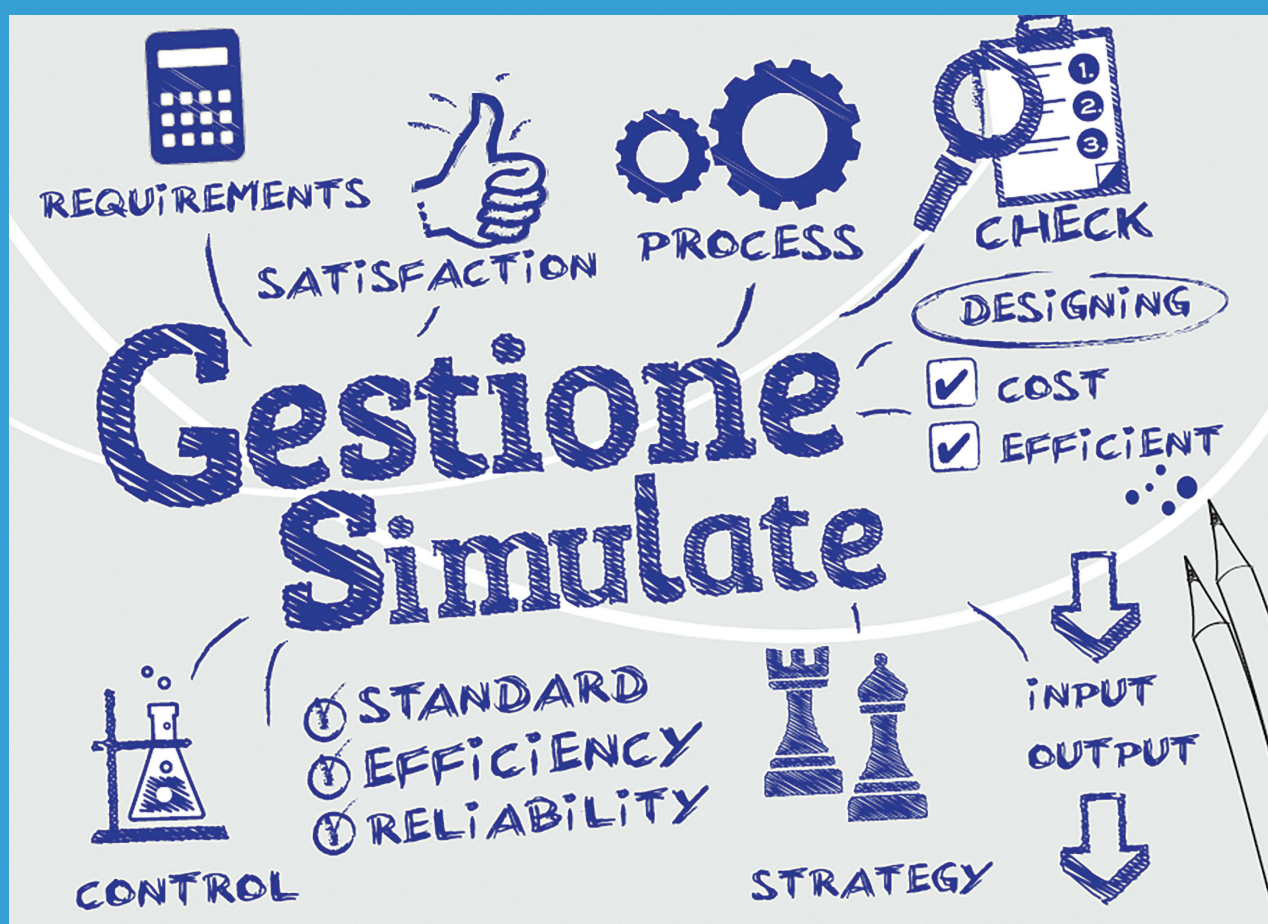 REQUiREMENTS
SATiSFACTiON
PROCESS
1.
2.
3.
CHECK
DESiGNiNG
COST
EFFiCiENT
Gestione
Simulate
STANDARD
EFFiCiENCY
RELiABiLiTY
CONTROL
STRATEGY
iNPUT
OUTPUT